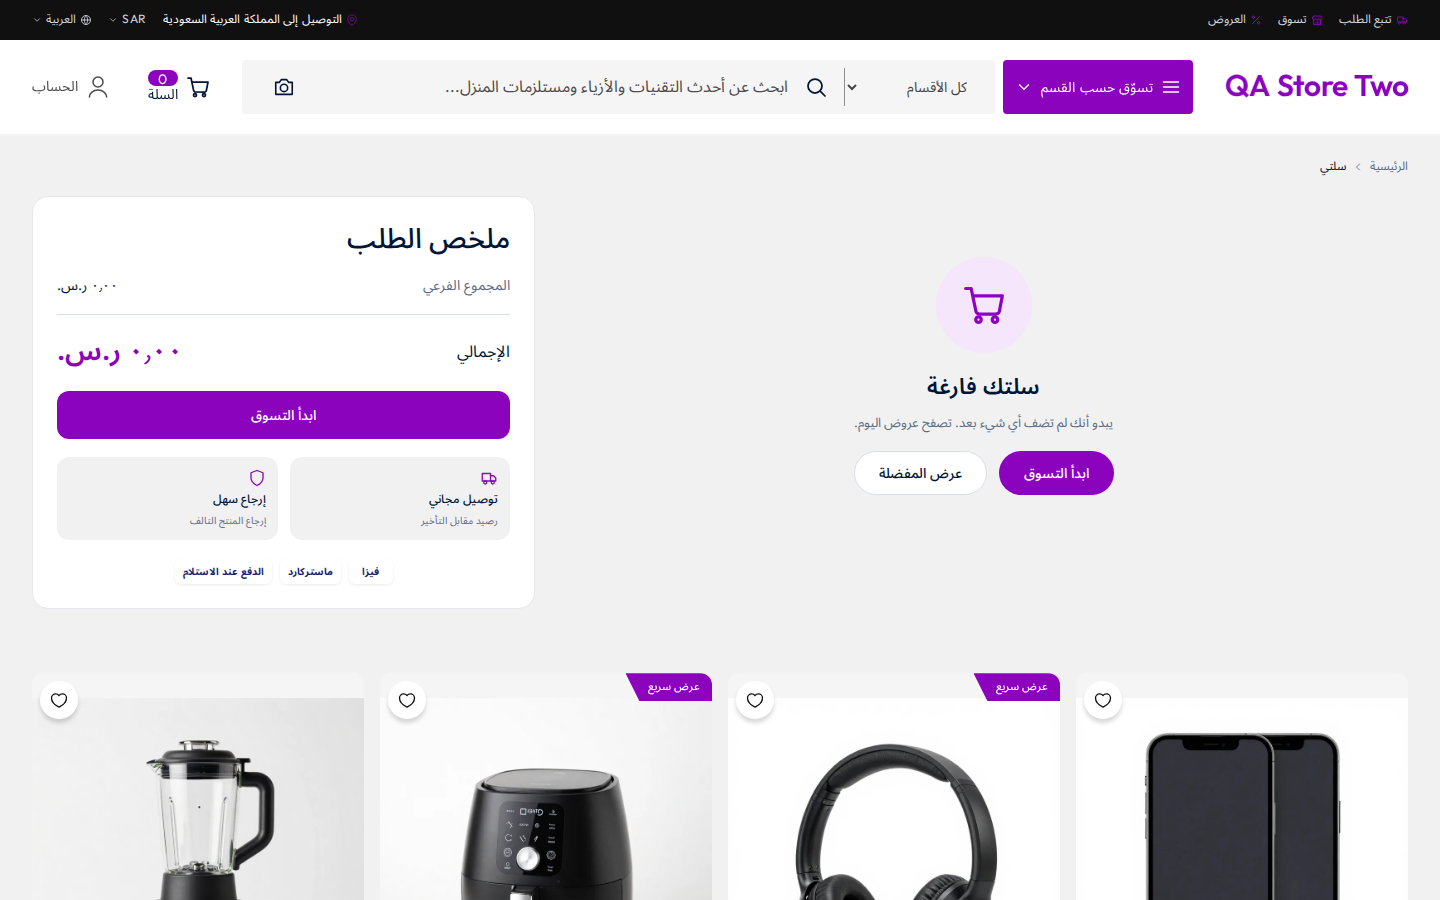 تتبع الطلب
تسوق
العروض
التوصيل إلى المملكة العربية السعودية
SAR
العربية
QA Store Two
تسوّق حسب القسم
كل الأقسام
ابحث عن أحدث التقنيات والأزياء ومستلزمات المنزل...
0
السلة
الحساب
الرئيسية
سلتي
سلتك فارغة
يبدو أنك لم تضف أي شيء بعد. تصفح عروض اليوم.
ابدأ التسوق
عرض المفضلة
ملخص الطلب
المجموع الفرعي
٠٫٠٠ ر.س.
الإجمالي
٠٫٠٠ ر.س.
ابدأ التسوق
توصيل مجاني
رصيد مقابل التأخير
إرجاع سهل
إرجاع المنتج التالف
فيزا
ماستركارد
الدفع عند الاستلام
عرض سريع
عرض سريع